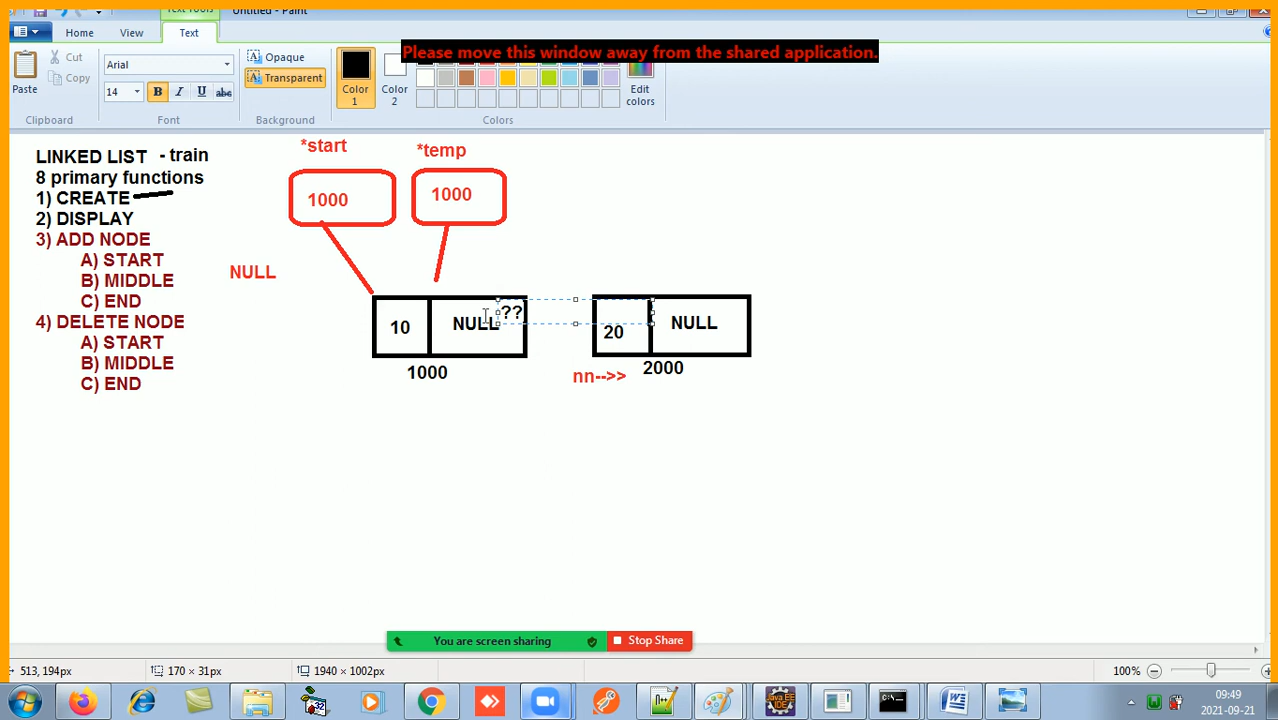 Text Tools
Untitled - Paint
Home
View
Text
Please move this window away from the shared application.
Paste
Cut
Copy
Arial
14
B
I
U
abc
Opaque
Transparent
Color 1
Color 2
Edit colors
Clipboard
Font
Background
Colors
LINKED LIST - train
8 primary functions
1) CREATE
2) DISPLAY
3) ADD NODE
A) START
B) MIDDLE
C) END
4) DELETE NODE
A) START
B) MIDDLE
C) END
*start
*temp
1000
1000
NULL
10
NULL
??
20
NULL
1000
nn-->>
2000
You are screen sharing
Stop Share
513, 194px
170 × 31px
1940 × 1002px
100%
32
Java EE
IDE
W
09:49
2021-09-21